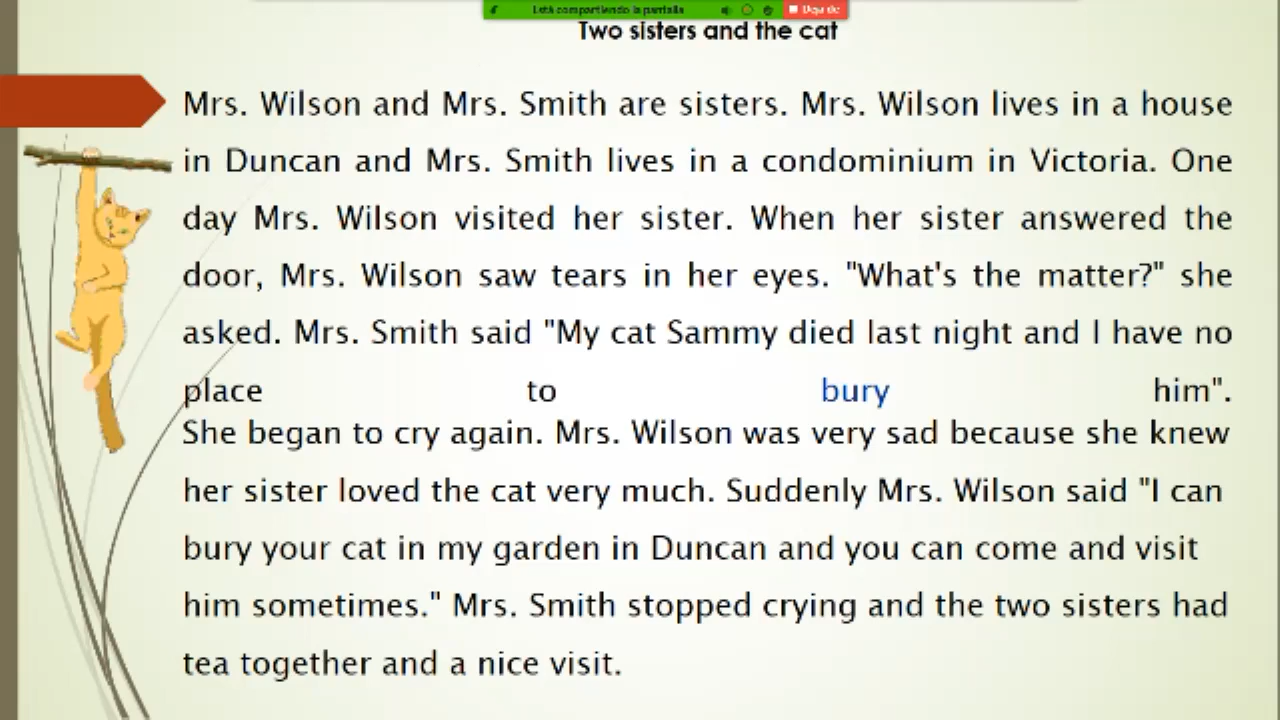 Está compartiendo la pantalla
Deja de
Two sisters and the cat
Mrs. Wilson and Mrs. Smith are sisters. Mrs. Wilson lives in a house
in Duncan and Mrs. Smith lives in a condominium in Victoria. One
day Mrs. Wilson visited her sister. When her sister answered the
door, Mrs. Wilson saw tears in her eyes. "What's the matter?" she
asked. Mrs. Smith said "My cat Sammy died last night and I have no
place to bury him".
She began to cry again. Mrs. Wilson was very sad because she knew
her sister loved the cat very much. Suddenly Mrs. Wilson said "I can
bury your cat in my garden in Duncan and you can come and visit
him sometimes." Mrs. Smith stopped crying and the two sisters had
tea together and a nice visit.